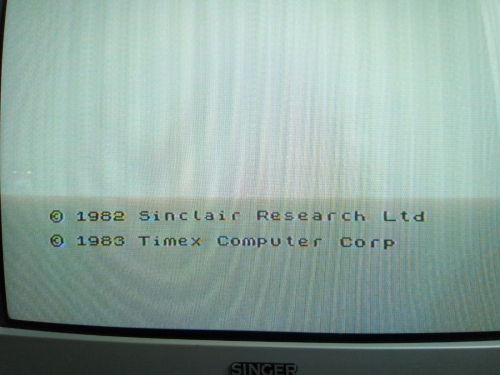 © 1982 Sinclair Research Ltd
© 1983 Timex Computer Corp
SINGER